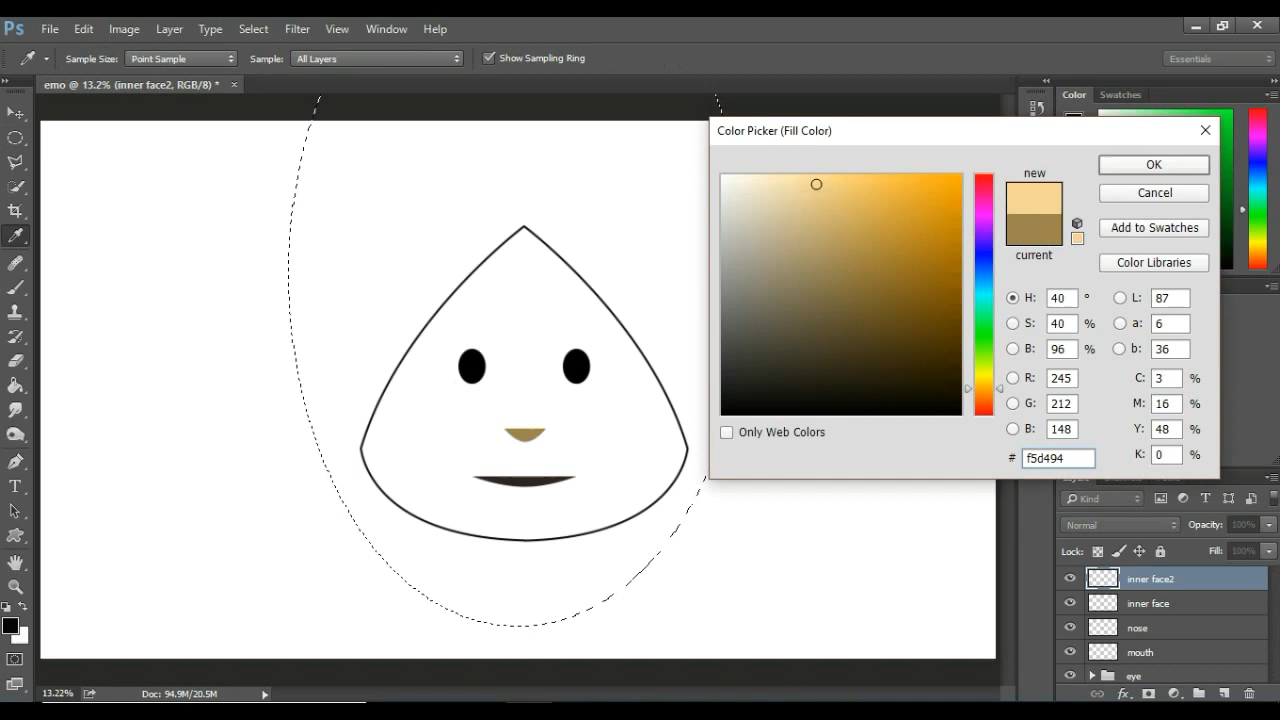 Ps File Edit Image Layer Type Select Filter View Window Help
Sample Size: Point Sample Sample: All Layers Show Sampling Ring Essentials
emo @ 13.2% (inner face2, RGB/8) * ×
Color Swatches
Color Picker (Fill Color)
new
current
OK
Cancel
Add to Swatches
Color Libraries
H: 40 ° L: 87
S: 40 % a: 6
B: 96 % b: 36
R: 245 C: 3 %
G: 212 M: 16 %
B: 148 Y: 48 %
# f5d494 K: 0 %
Only Web Colors
Kind
Normal Opacity: 100%
Lock: Fill: 100%
inner face2
inner face
nose
mouth
eye
13.22% Doc: 94.9M/20.5M